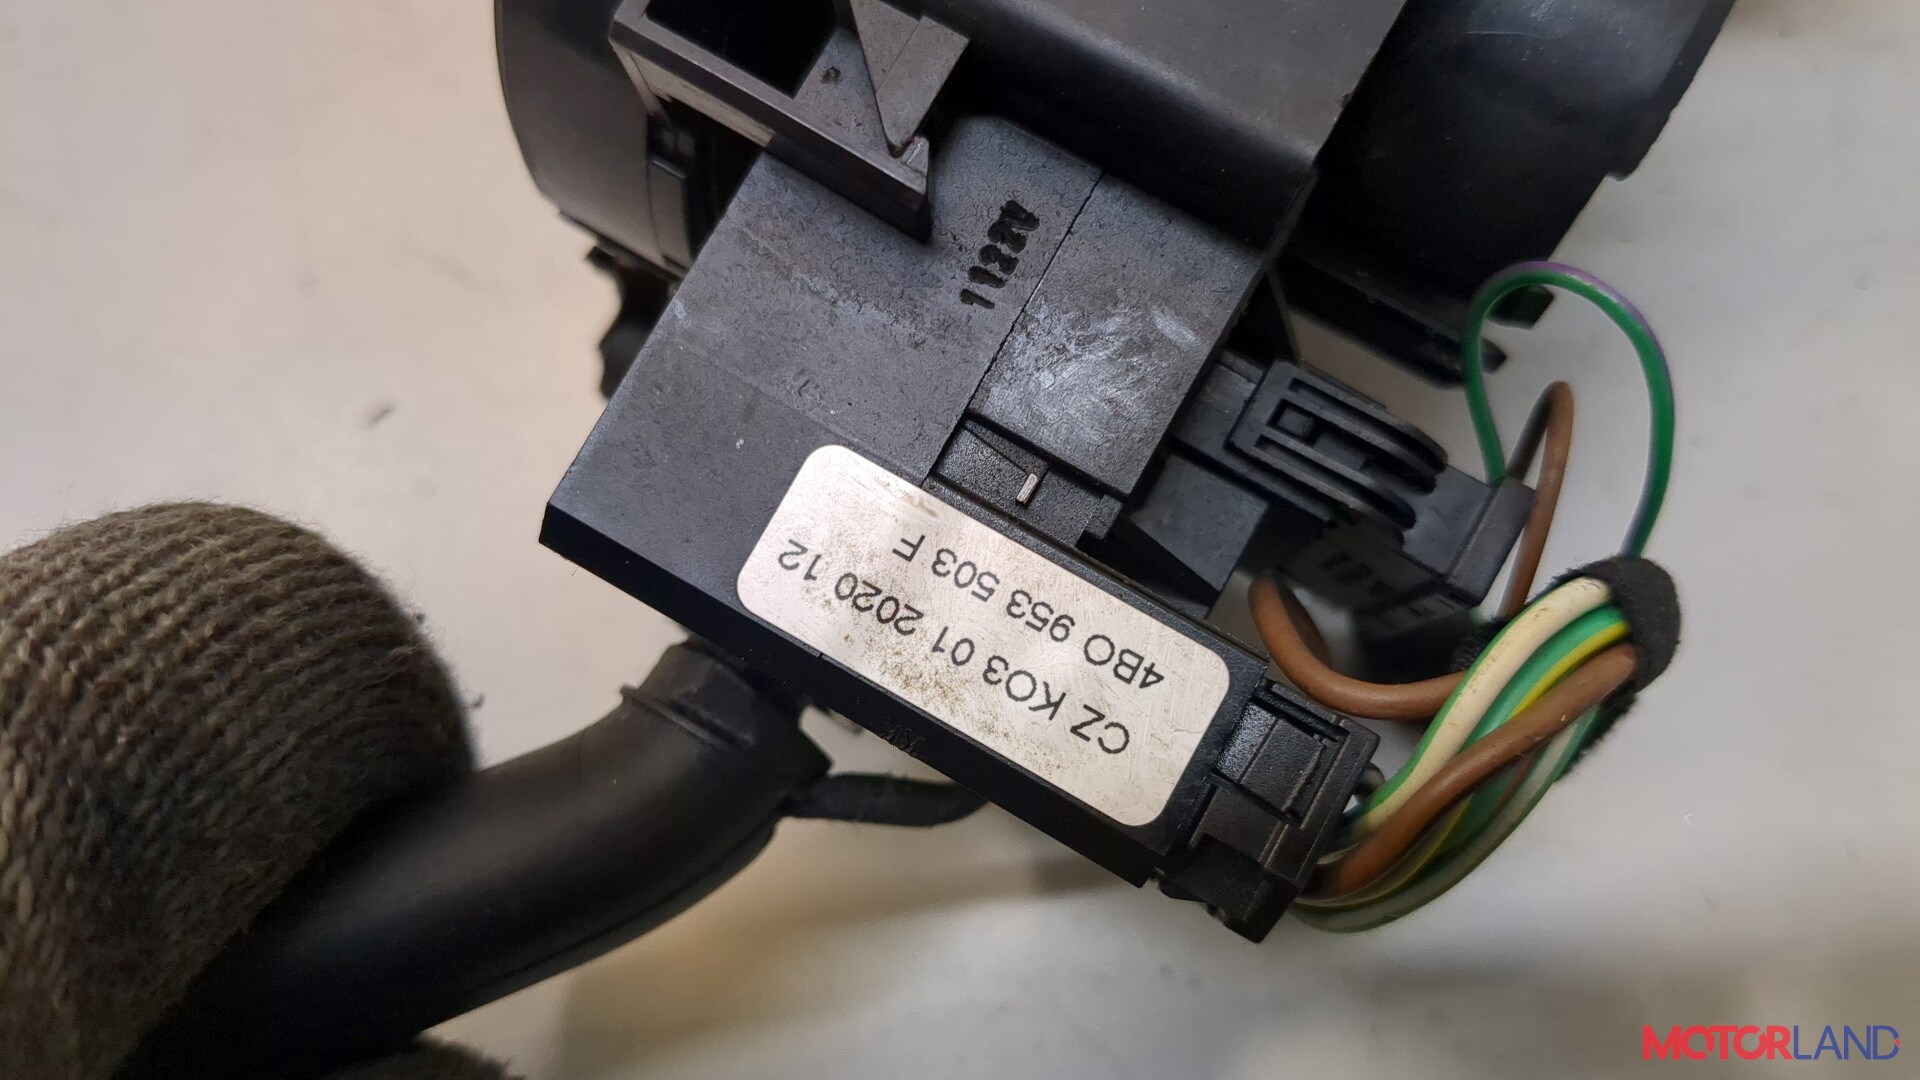 4BO 953 503 F
CZ KO3 01 2020 12
MOTORLAND